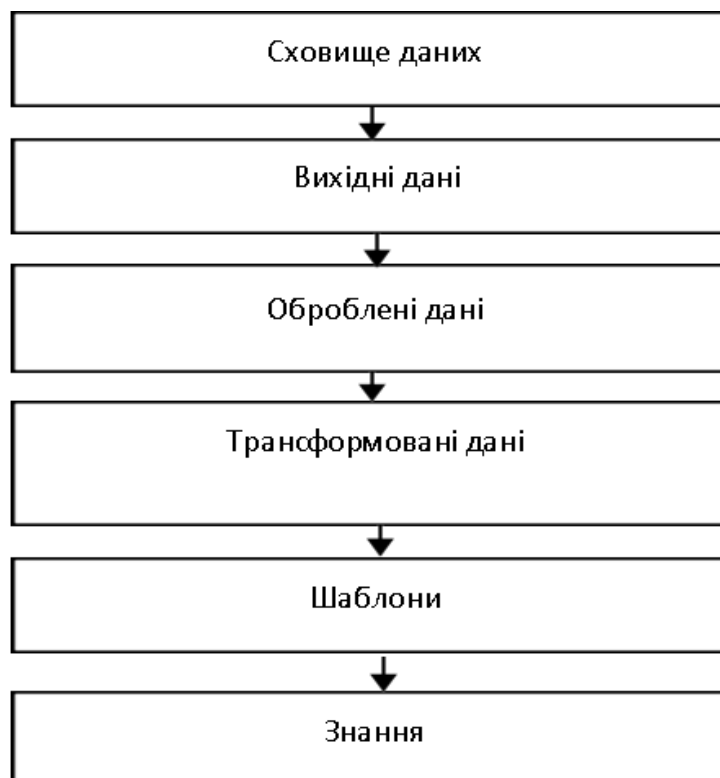 Сховище даних
Вихідні дані
Оброблені дані
Трансформовані дані
Шаблони
Знання